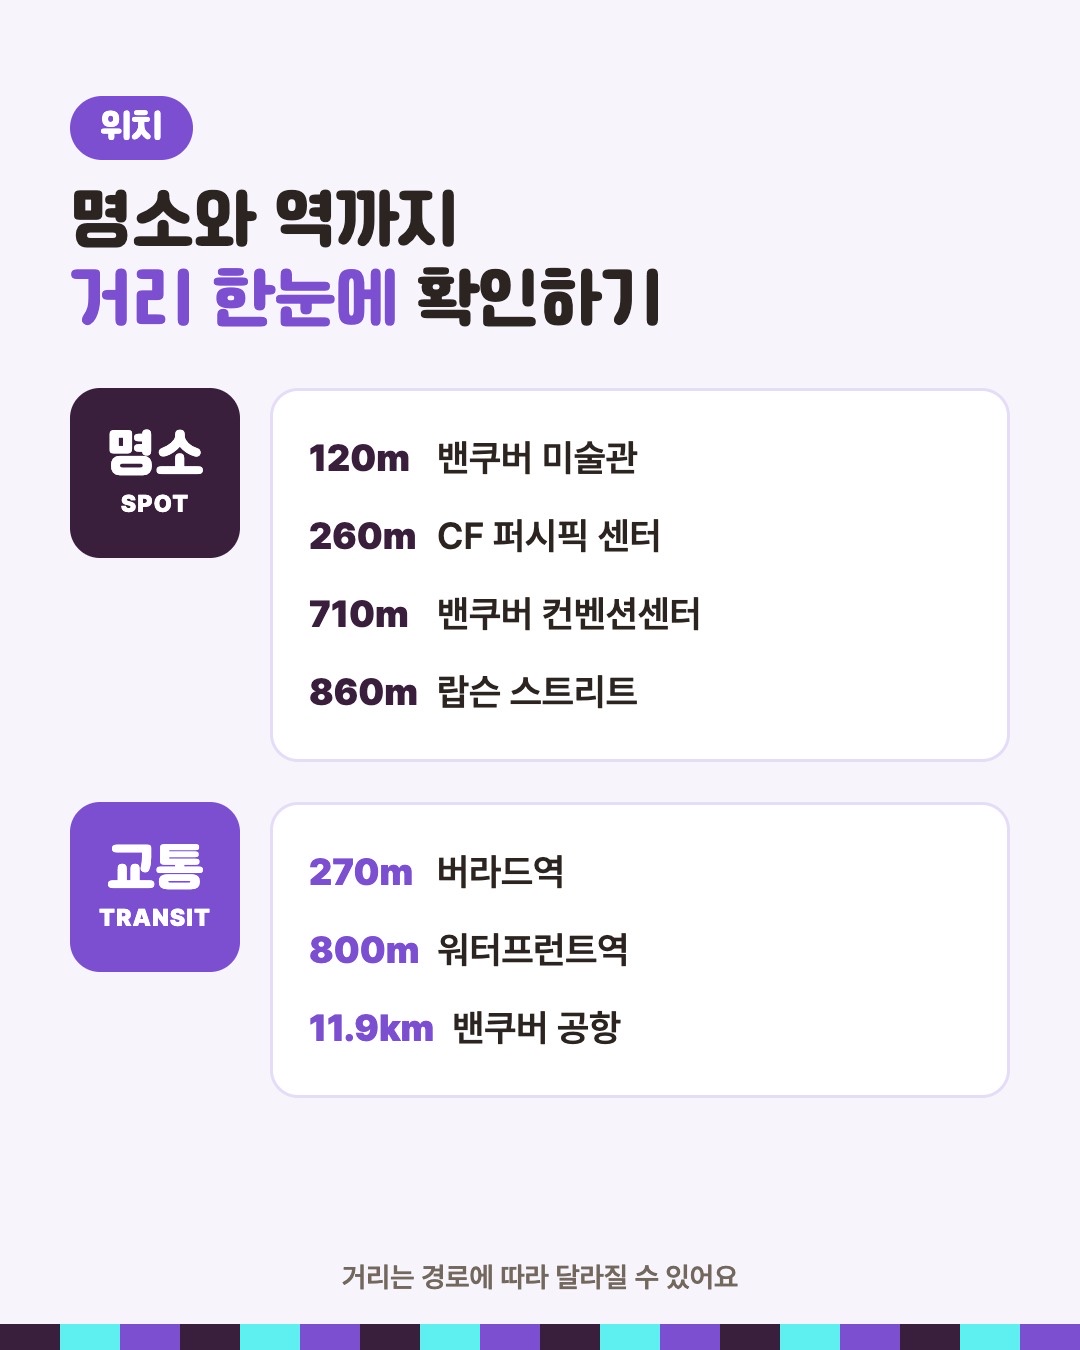 위치
명소와 역까지
거리 한눈에 확인하기
명소
SPOT
120m 밴쿠버 미술관
260m CF 퍼시픽 센터
710m 밴쿠버 컨벤션센터
860m 랍슨 스트리트
교통
TRANSIT
270m 버라드역
800m 워터프런트역
11.9km 밴쿠버 공항
거리는 경로에 따라 달라질 수 있어요